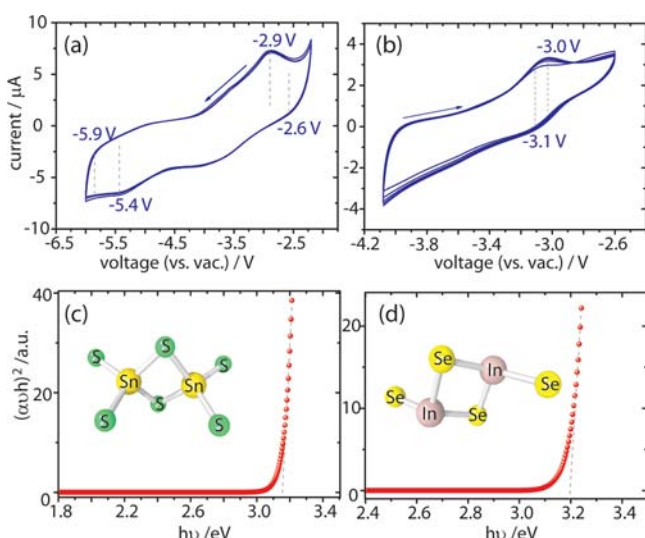 (a)
-2.9 V
-5.9 V
-2.6 V
-5.4 V
current / μA
10
5
0
-5
-10
-6.5 -5.5 -4.5 -3.5 -2.5
voltage (vs. vac.) / V
(b)
-3.0 V
-3.1 V
4
2
0
2
-4
-4.2 -3.8 -3.4 -3.0 -2.6
voltage (vs. vac.) / V
(c)
S S S
Sn Sn
S S S
(αυh)² /a.u.
40
20
0
1.8 2.2 2.6 3.0 3.4
hυ /eV
(d)
Se In
Se Se
In Se
20
15
10
5
0
2.4 2.6 2.8 3.0 3.2 3.4
hυ /eV